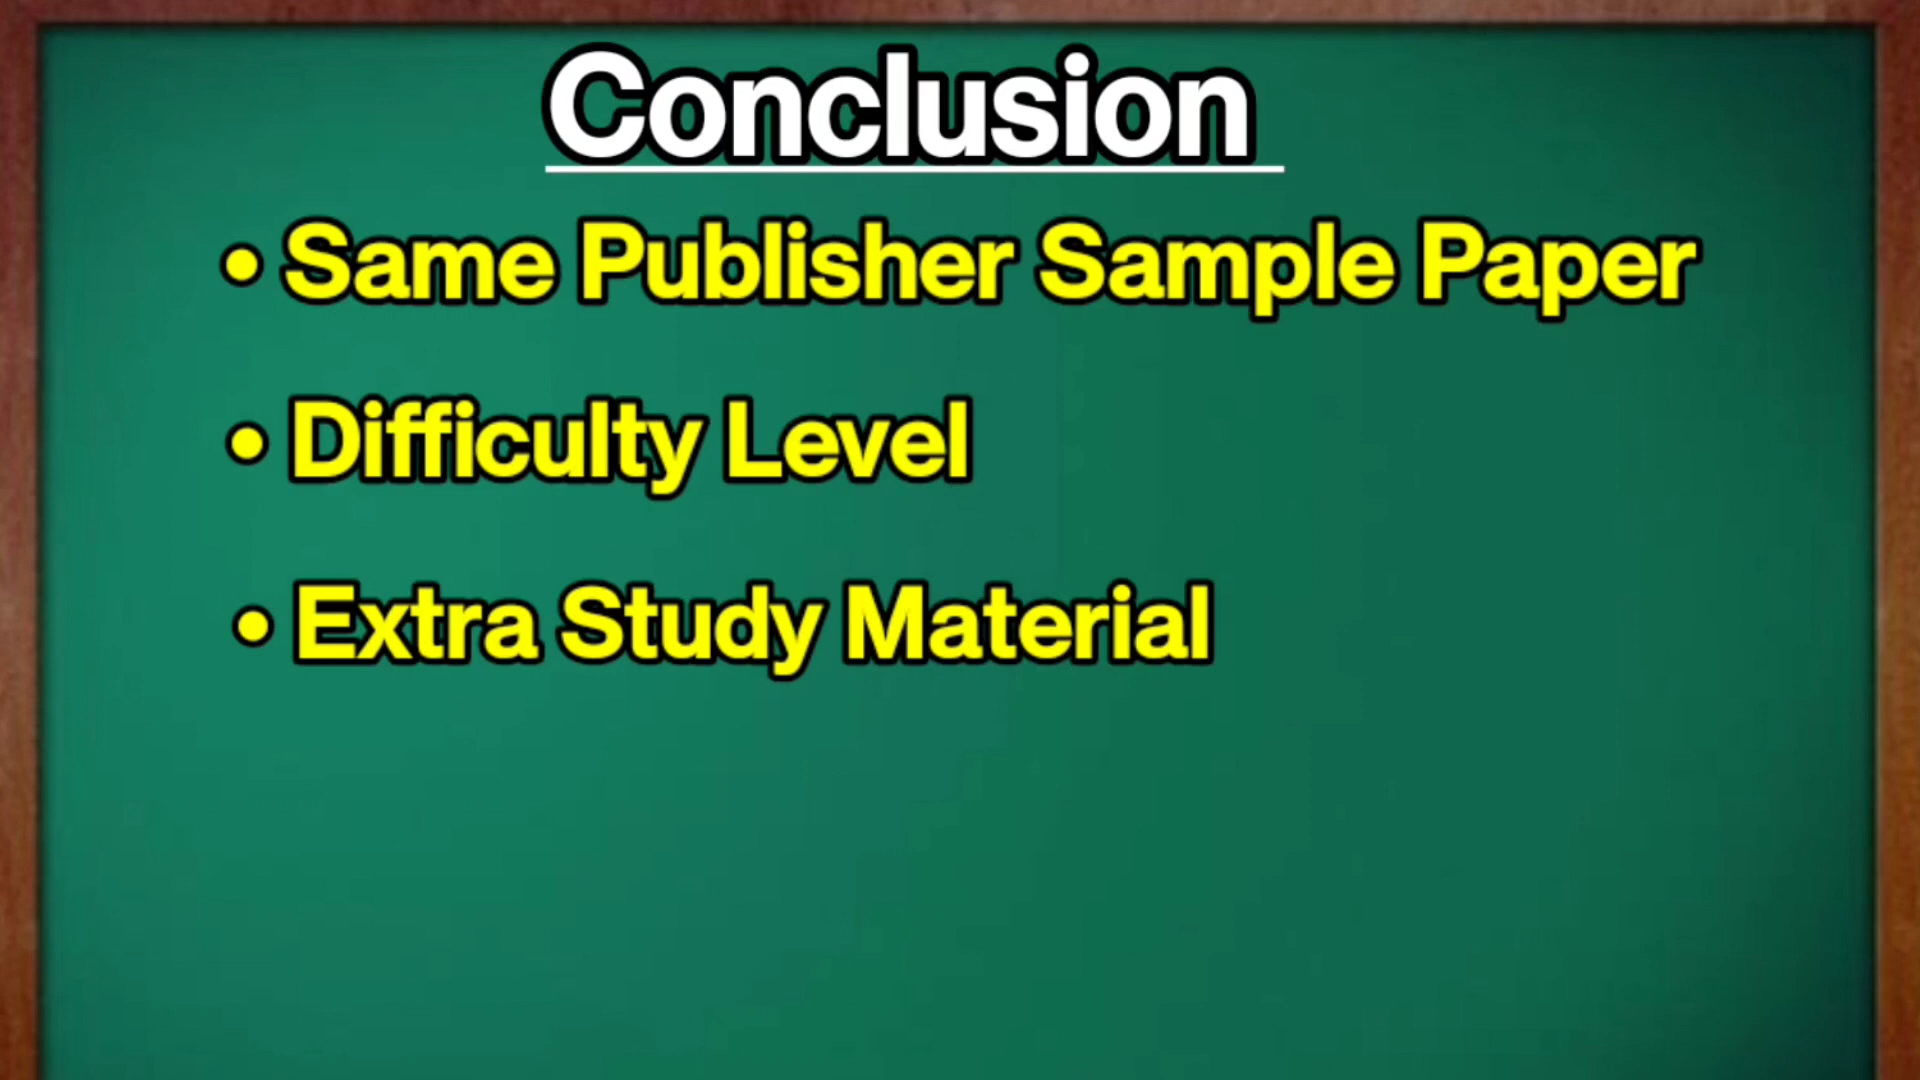 Conclusion
• Same Publisher Sample Paper
• Difficulty Level
• Extra Study Material